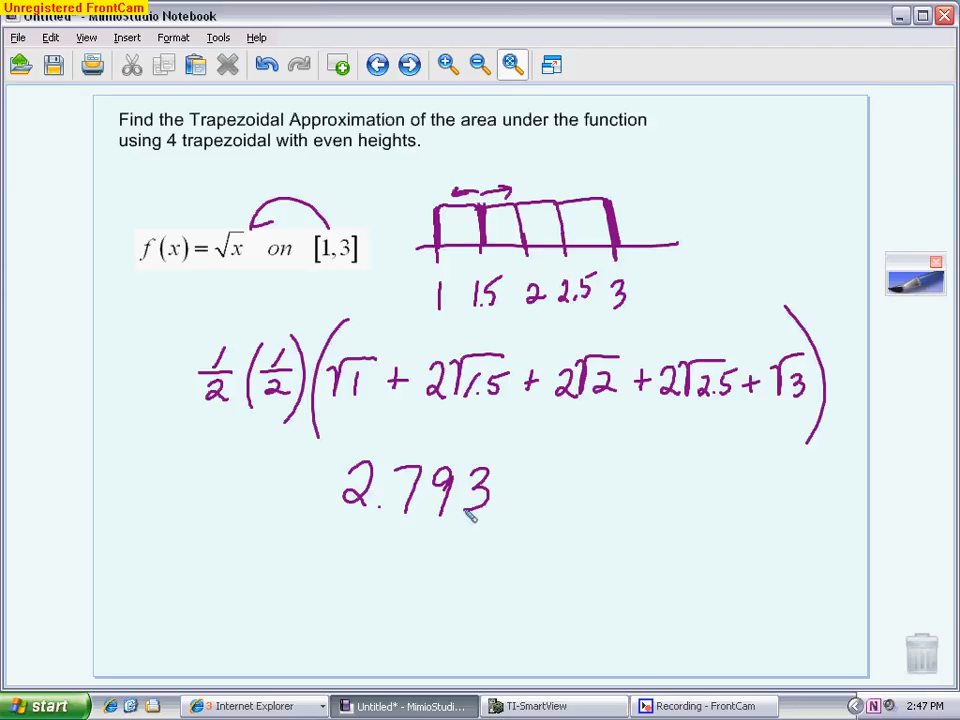 Unregistered FrontCam
Untitled* - MimioStudio Notebook
File Edit View Insert Format Tools Help
Find the Trapezoidal Approximation of the area under the function
using 4 trapezoidal with even heights.
f(x) = √x on [1,3]
1 1.5 2 2.5 3
1/2 (1/2)(√1 + 2√1.5 + 2√2 + 2√2.5 + √3)
2.793
start 3 Internet Explorer Untitled* - MimioStudi... TI-SmartView Recording - FrontCam N 2:47 PM